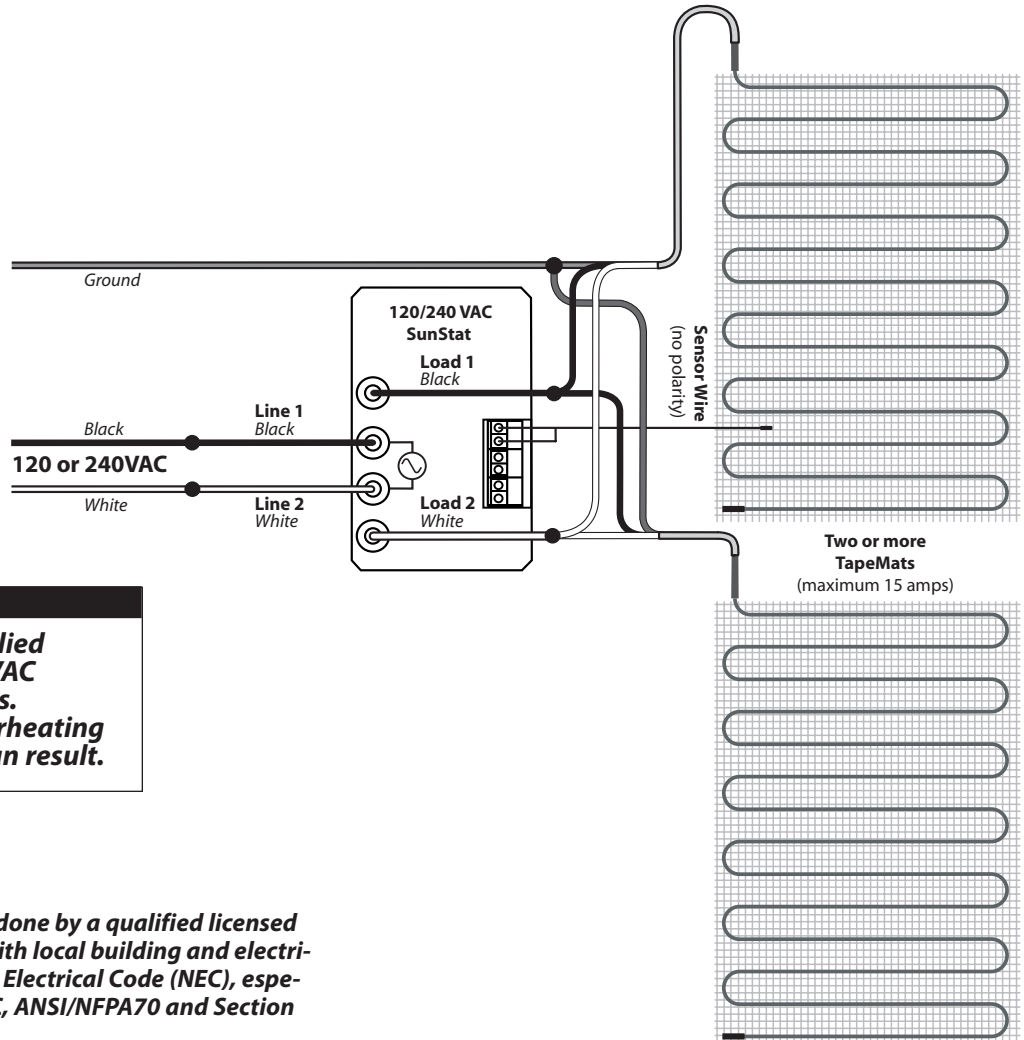 Ground
120/240 VAC
SunStat
Load 1
Black
Sensor Wire
(no polarity)
Black
Line 1
Black
120 or 240VAC
White
Line 2
White
Load 2
White
Two or more
TapeMats
(maximum 15 amps)
lied
VAC
s.
rheating
n result.
done by a qualified licensed
ith local building and electri-
Electrical Code (NEC), espe-
C, ANSI/NFPA70 and Section